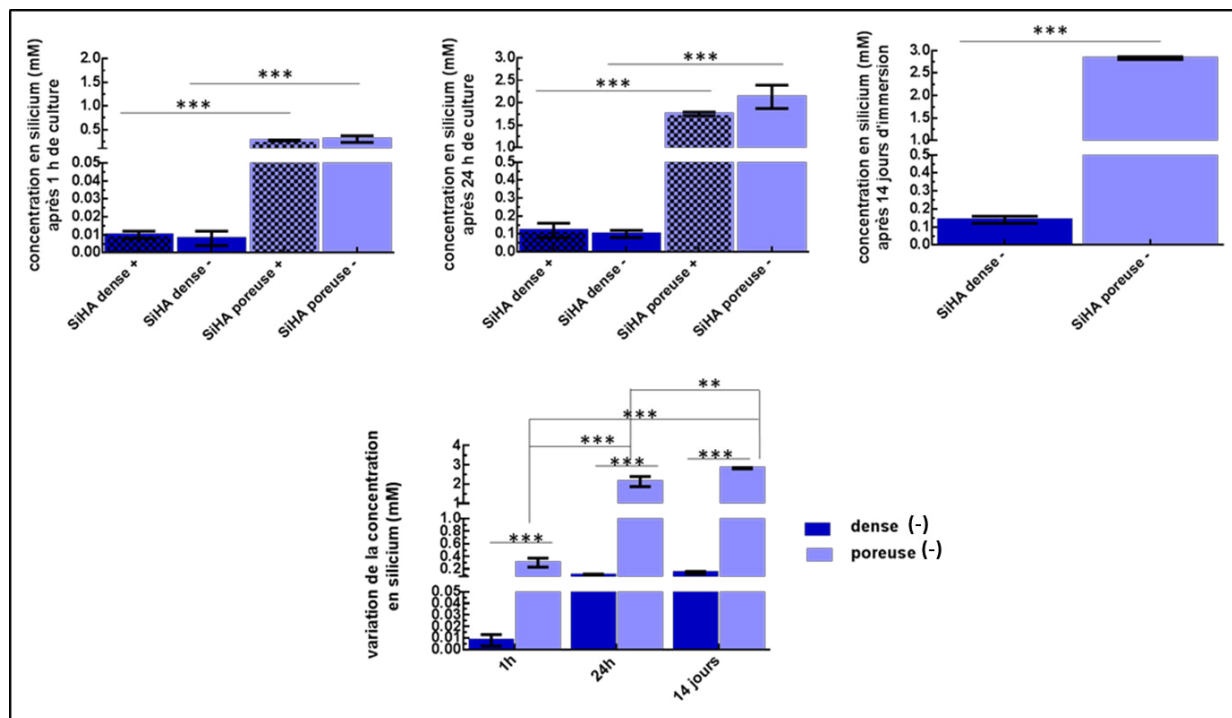 concentration en silicium (mM)
après 1 h de culture
2.0
1.5
1.0
0.5
0.05
0.04
0.03
0.02
0.01
0.00
***
***
SiHA dense +
SiHA dense -
SiHA poreuse +
SiHA poreuse -
concentration en silicium (mM)
après 24 h de culture
3.0
2.5
2.0
1.5
1.0
0.5
0.4
0.3
0.2
0.1
0.0
***
***
SiHA dense +
SiHA dense -
SiHA poreuse +
SiHA poreuse -
concentration en silicium (mM)
après 14 jours d'immersion
3.0
2.5
2.0
1.5
1.0
0.5
0.4
0.3
0.2
0.1
0.0
***
SiHA dense -
SiHA poreuse -
variation de la concentration
en silicium (mM)
4
3
2
1
1.0
0.8
0.6
0.4
0.2
0.05
0.04
0.03
0.02
0.01
0.00
**
***
***
***
***
***
1h
24h
14 jours
dense (-)
poreuse (-)